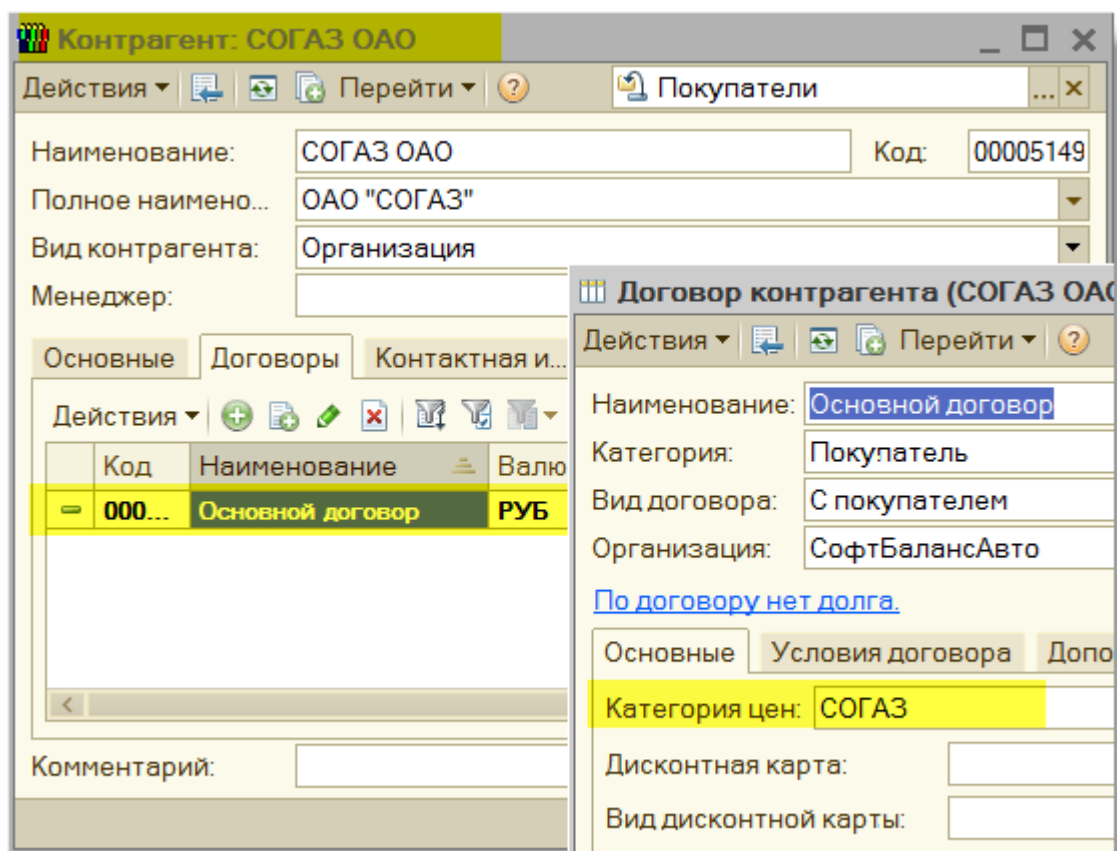 Контрагент: СОГАЗ ОАО
Действия Перейти Покупатели ...
Наименование: СОГАЗ ОАО Код: 00005149
Полное наимено... ОАО "СОГАЗ"
Вид контрагента: Организация
Менеджер:
Основные Договоры Контактная и...
Действия
Код Наименование Валю
000... Основной договор РУБ
Комментарий:
Договор контрагента (СОГАЗ ОАО
Действия Перейти
Наименование: Основной договор
Категория: Покупатель
Вид договора: С покупателем
Организация: СофтБалансАвто
По договору нет долга.
Основные Условия договора Допо
Категория цен: СОГАЗ
Дисконтная карта:
Вид дисконтной карты: